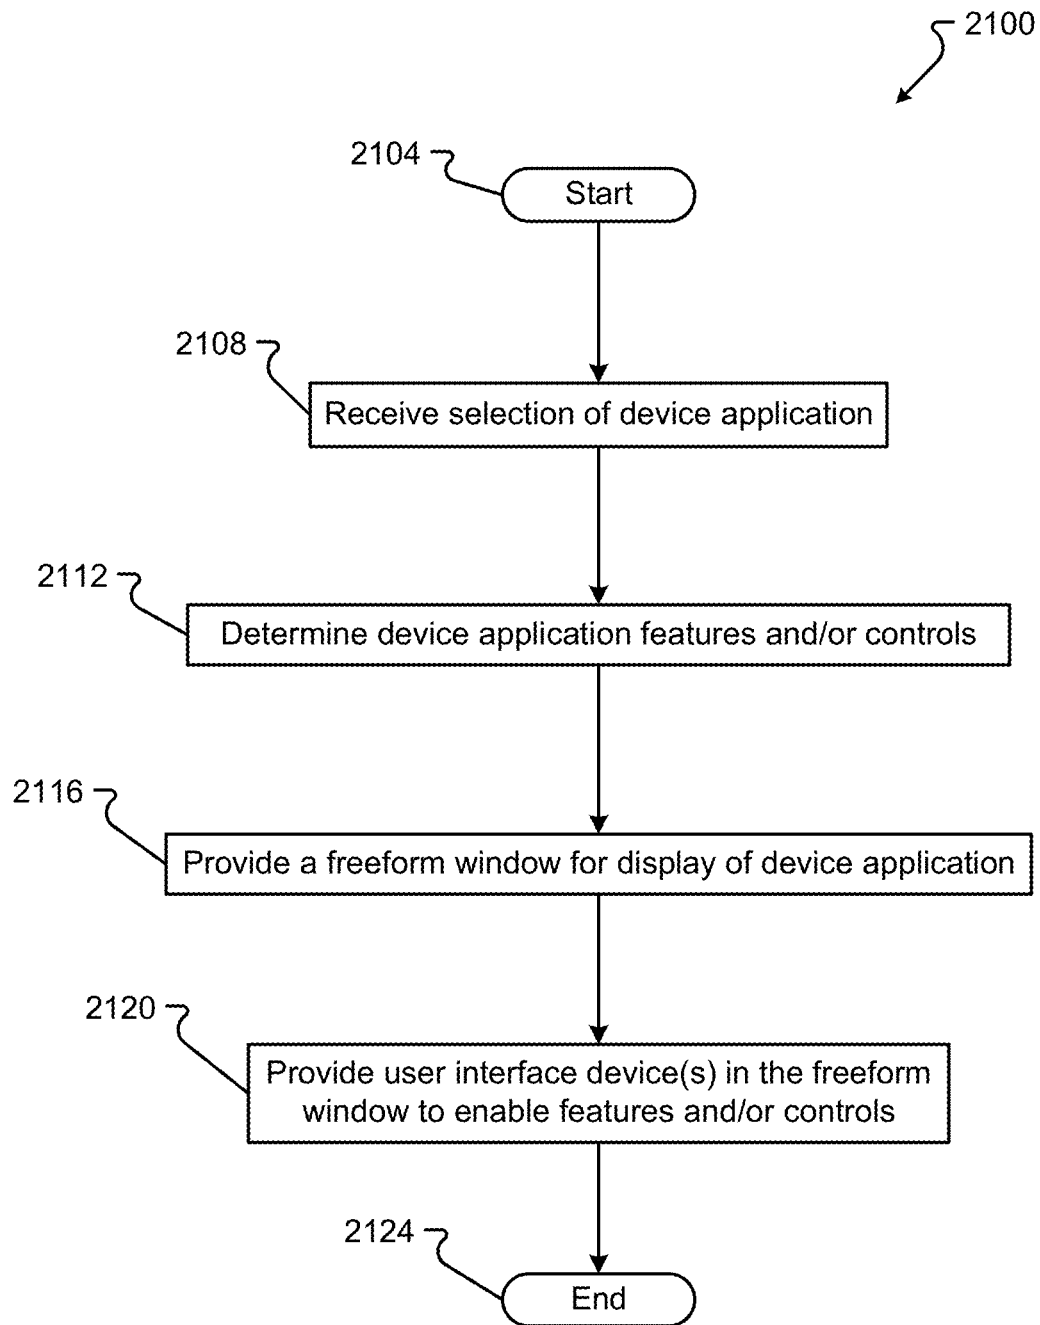 2100
2104
Start
2108
Receive selection of device application
2112
Determine device application features and/or controls
2116
Provide a freeform window for display of device application
2120
Provide user interface device(s) in the freeform
window to enable features and/or controls
2124
End